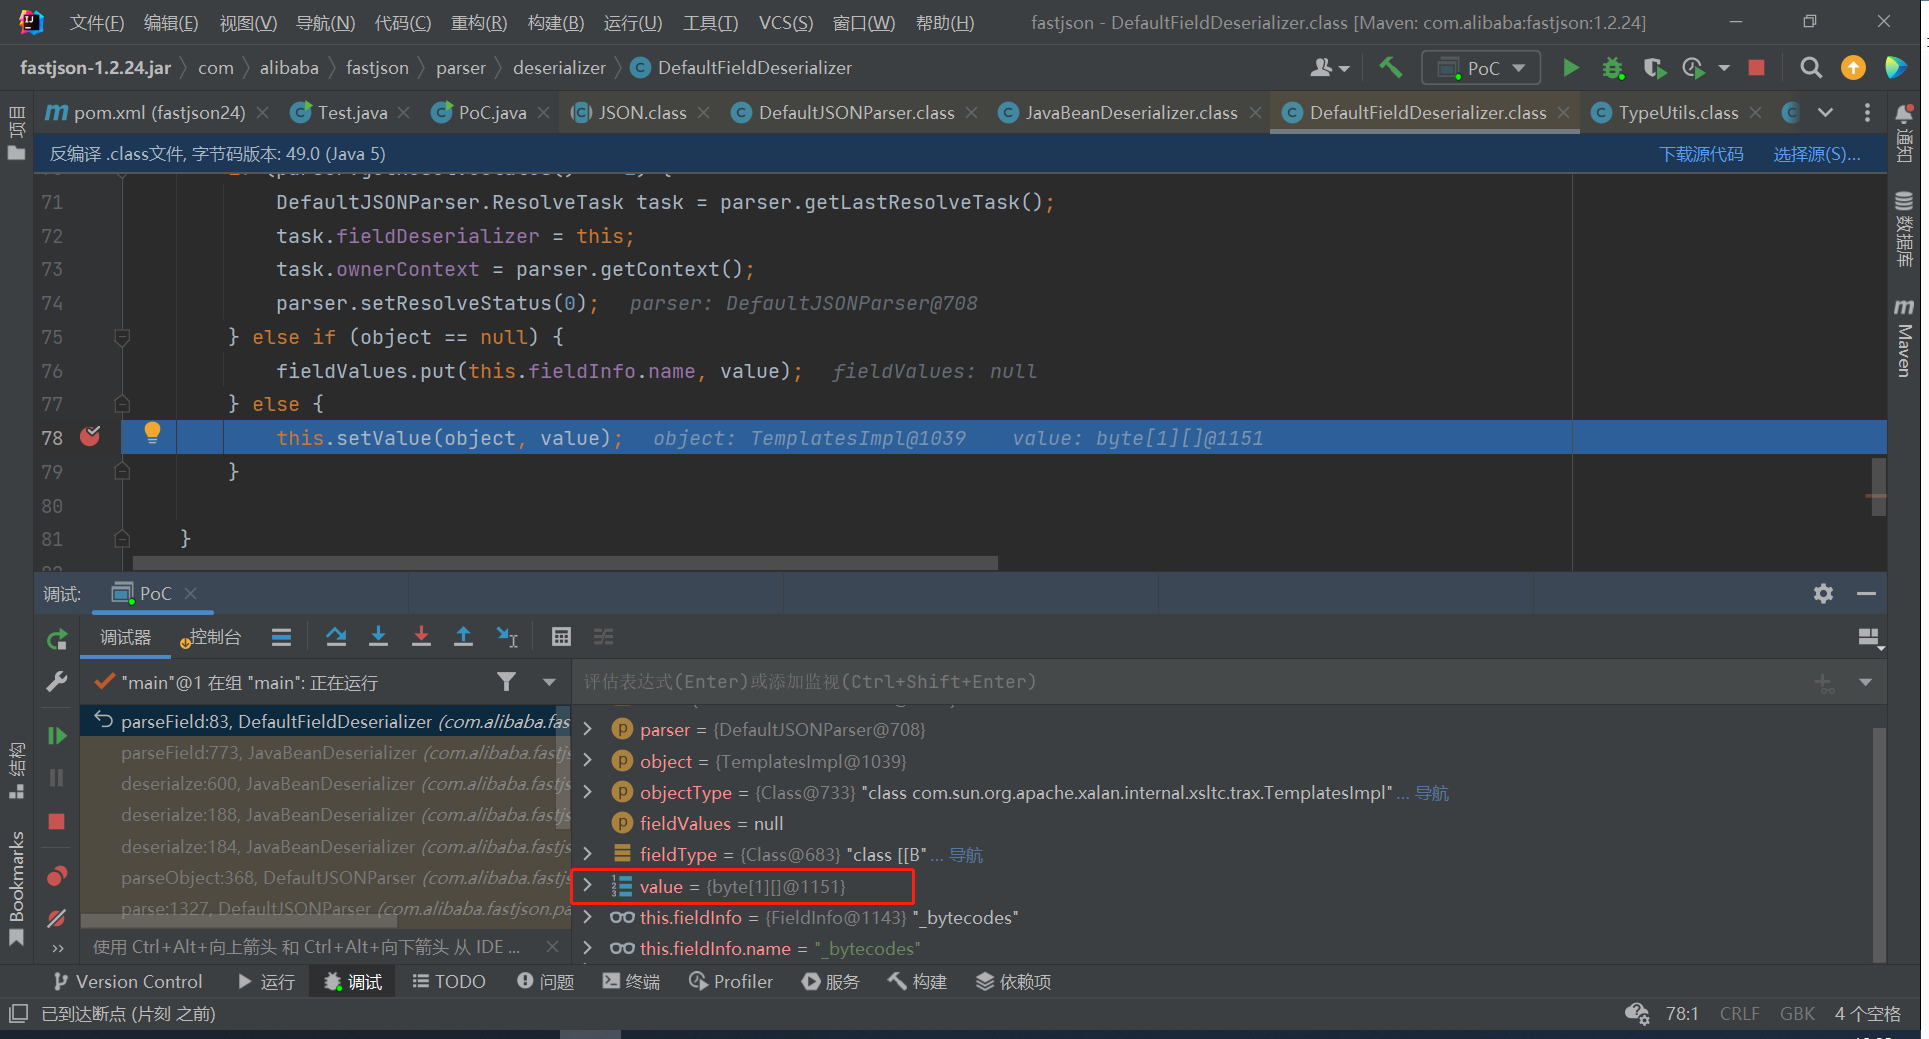 文件(F) 编辑(E) 视图(V) 导航(N) 代码(C) 重构(R) 构建(B) 运行(U) 工具(T) VCS(S) 窗口(W) 帮助(H) fastjson - DefaultFieldDeserializer.class [Maven: com.alibaba:fastjson:1.2.24]
fastjson-1.2.24.jar com alibaba fastjson parser deserializer DefaultFieldDeserializer PoC
项目
pom.xml (fastjson24) Test.java PoC.java JSON.class DefaultJSONParser.class JavaBeanDeserializer.class DefaultFieldDeserializer.class TypeUtils.class
通知
反编译 .class文件, 字节码版本: 49.0 (Java 5) 下载源代码 选择源(S)...
71 DefaultJSONParser.ResolveTask task = parser.getLastResolveTask();
72 task.fieldDeserializer = this;
73 task.ownerContext = parser.getContext();
74 parser.setResolveStatus(0); parser: DefaultJSONParser@708
75 } else if (object == null) {
76 fieldValues.put(this.fieldInfo.name, value); fieldValues: null
77 } else {
78 this.setValue(object, value); object: TemplatesImpl@1039 value: byte[1][]@1151
79 }
80
81 }
数据库
Maven
调试: PoC
调试器 控制台
"main"@1 在组 "main": 正在运行
评估表达式(Enter)或添加监视(Ctrl+Shift+Enter)
parseField:83, DefaultFieldDeserializer (com.alibaba.fas
parseField:773, JavaBeanDeserializer (com.alibaba.fastjs
deserialze:600, JavaBeanDeserializer (com.alibaba.fastjs
deserialze:188, JavaBeanDeserializer (com.alibaba.fastjs
deserialze:184, JavaBeanDeserializer (com.alibaba.fastjs
parseObject:368, DefaultJSONParser (com.alibaba.fastjs
parse:1327, DefaultJSONParser (com.alibaba.fastjson.pa
使用 Ctrl+Alt+向上箭头 和 Ctrl+Alt+向下箭头 从 IDE ...
parser = {DefaultJSONParser@708}
object = {TemplatesImpl@1039}
objectType = {Class@733} "class com.sun.org.apache.xalan.internal.xsltc.trax.TemplatesImpl" ... 导航
fieldValues = null
fieldType = {Class@683} "class [[B" ... 导航
value = {byte[1][]@1151}
this.fieldInfo = {FieldInfo@1143} "_bytecodes"
this.fieldInfo.name = "_bytecodes"
结构
Bookmarks
Version Control 运行 调试 TODO 问题 终端 Profiler 服务 构建 依赖项
已到达断点 (片刻 之前) 78:1 CRLF GBK 4 个空格